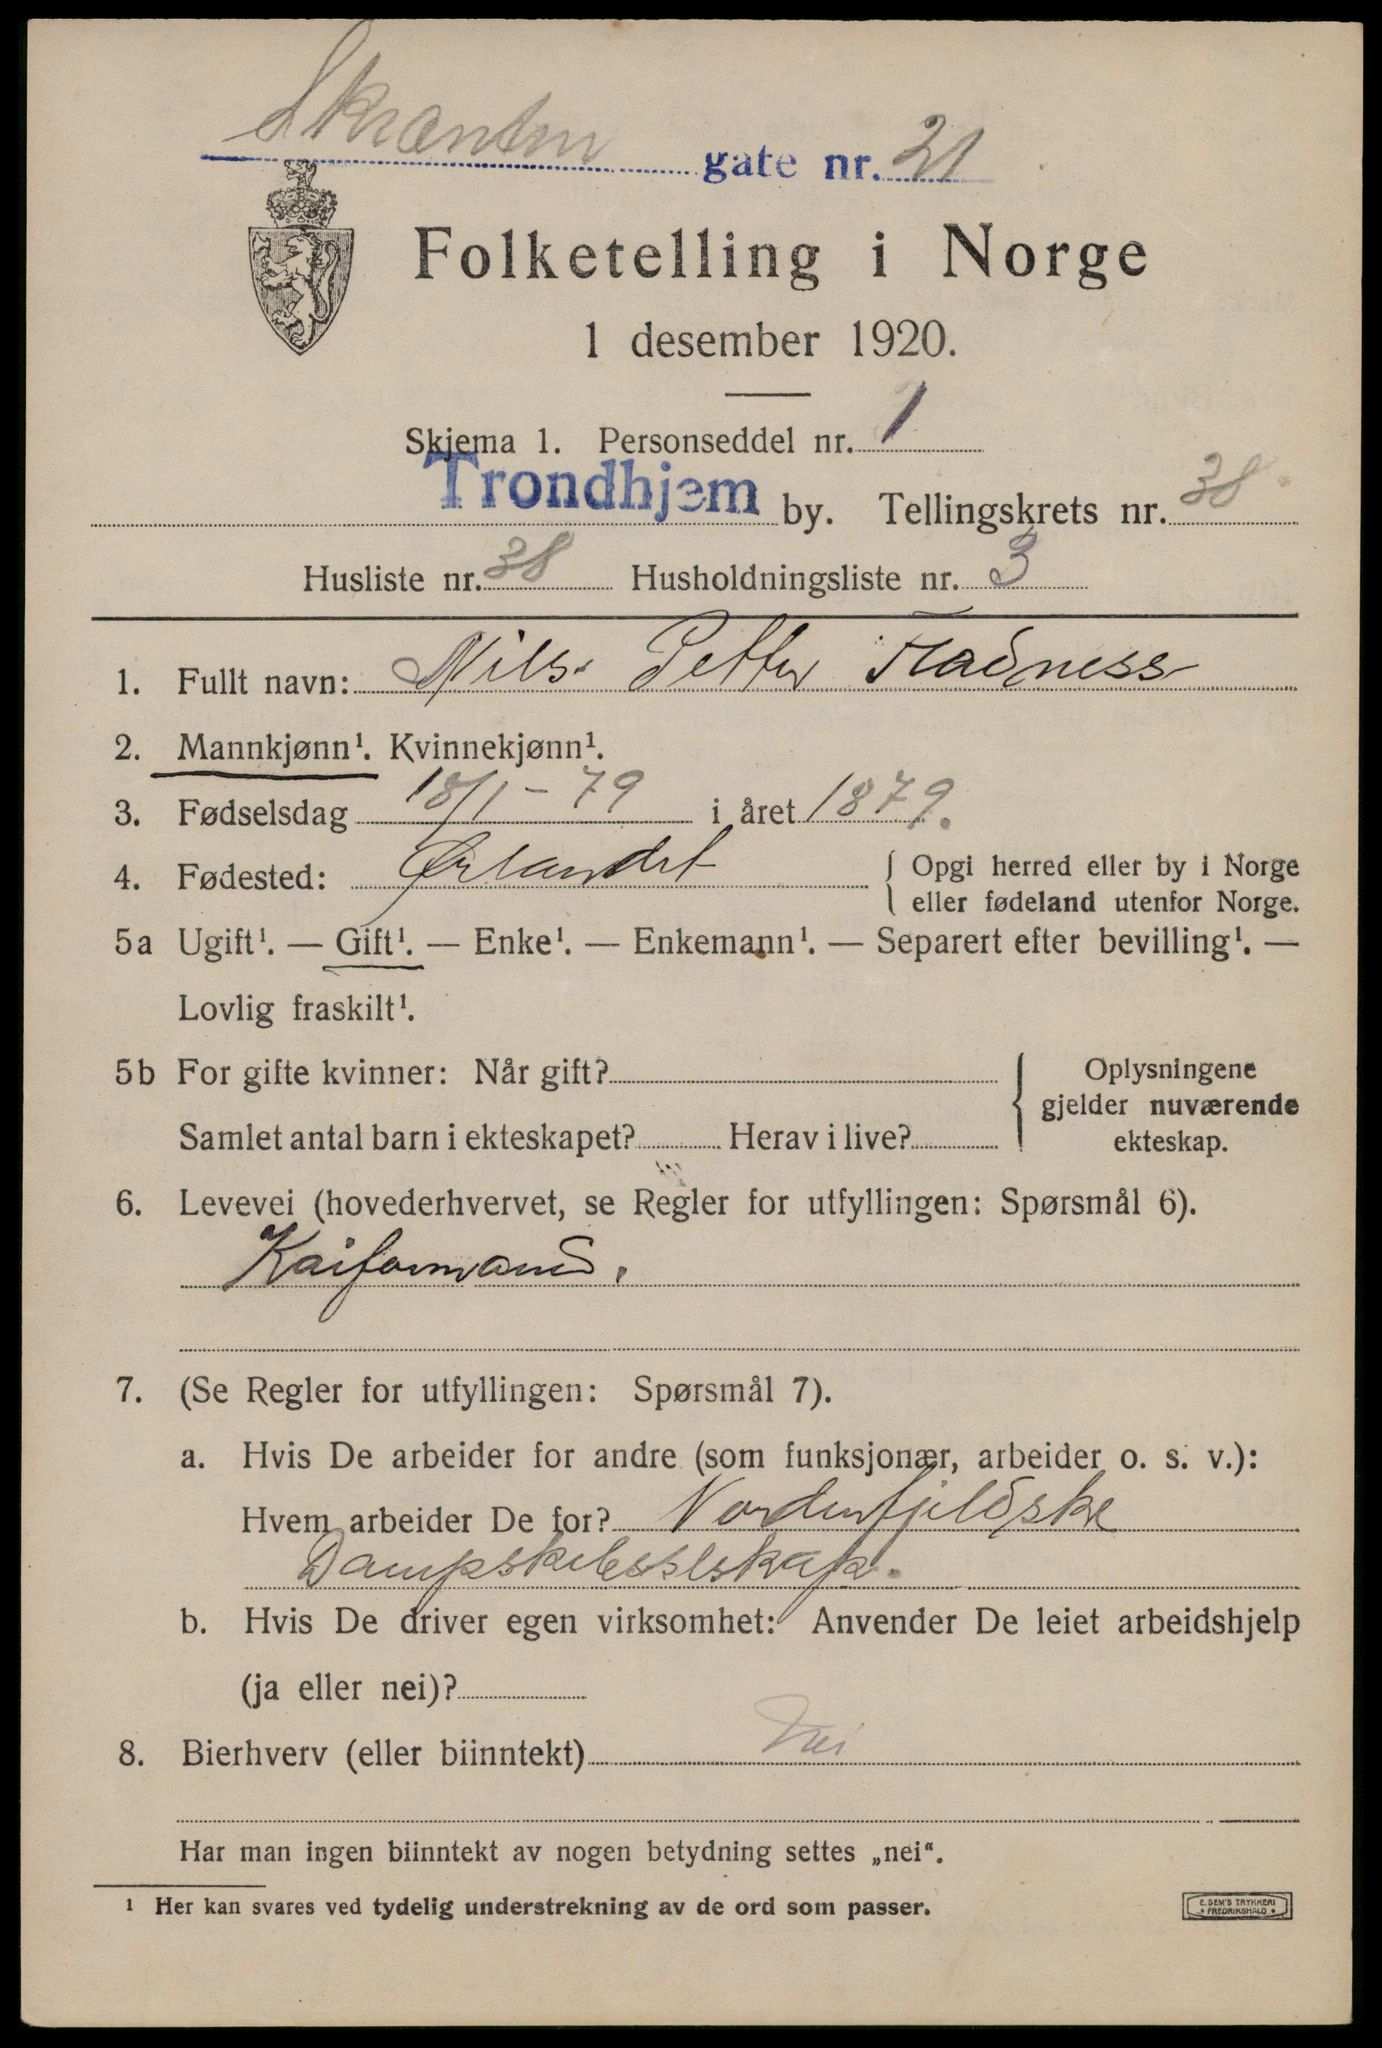 Skrænten gate nr. 21
Folketelling i Norge
1 desember 1920.
Skjema 1. Personseddel nr. 1
Trondhjem by. Tellingskrets nr. 38
Husliste nr. 38 Husholdningsliste nr. 3
1. Fullt navn: Nils Petter Fladness
2. Mannkjønn¹. Kvinnekjønn¹.
3. Fødselsdag 18/1 - 79 i året 1879.
4. Fødested: Ørlandet { Opgi herred eller by i Norge
eller fødeland utenfor Norge.
5a Ugift¹. — Gift¹. — Enke¹. — Enkemann¹. — Separert efter bevilling¹. —
Lovlig fraskilt¹.
5b For gifte kvinner: Når gift? { Oplysningene
gjelder nuværende
Samlet antal barn i ekteskapet? Herav i live? ekteskap.
6. Levevei (hovederhvervet, se Regler for utfyllingen: Spørsmål 6).
Kaiformand.
7. (Se Regler for utfyllingen: Spørsmål 7).
a. Hvis De arbeider for andre (som funksjonær, arbeider o. s. v.):
Hvem arbeider De for? Nordenfjeldske
Dampskibsselskap.
b. Hvis De driver egen virksomhet: Anvender De leiet arbeidshjelp
(ja eller nei)?
8. Bierhverv (eller biinntekt) Nei
Har man ingen biinntekt av nogen betydning settes „nei“.
¹ Her kan svares ved tydelig understrekning av de ord som passer.
E. SEM'S TRYKKERI
FREDRIKSHALD